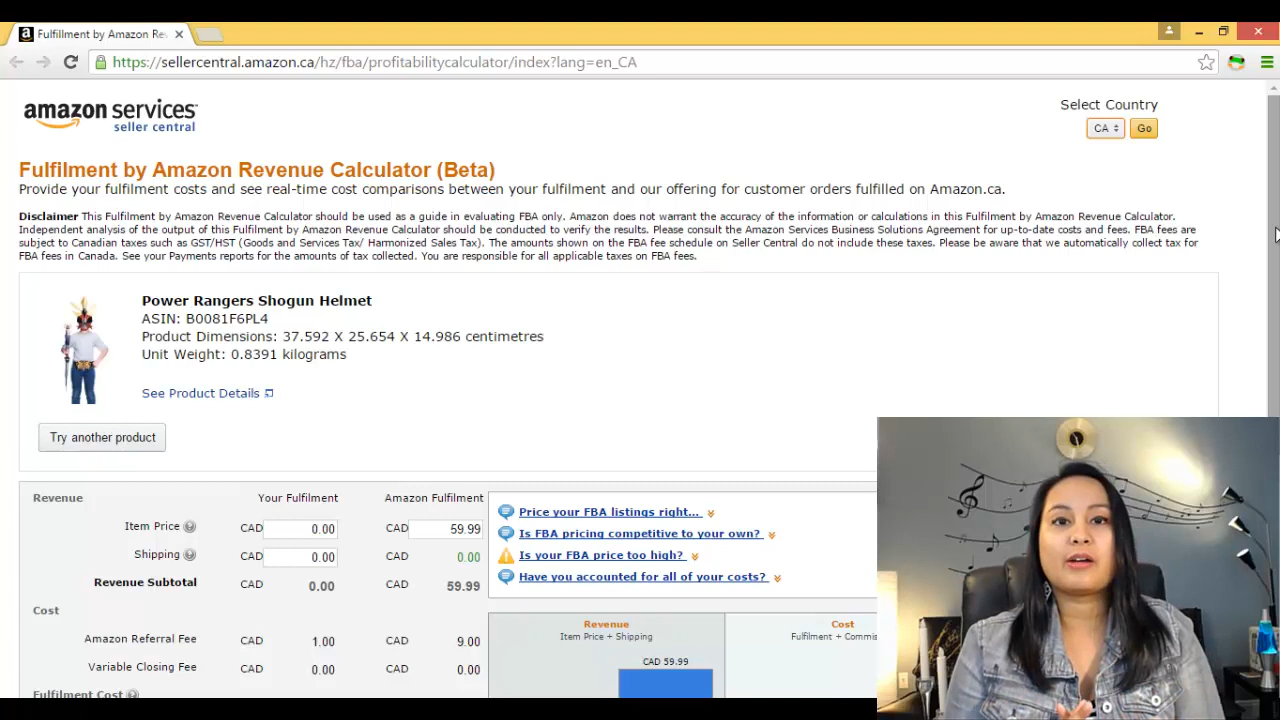 Fulfillment by Amazon Rev
https://sellercentral.amazon.ca/hz/fba/profitabilitycalculator/index?lang=en_CA
amazon services
seller central
Select Country
CA
Go
Fulfilment by Amazon Revenue Calculator (Beta)
Provide your fulfilment costs and see real-time cost comparisons between your fulfilment and our offering for customer orders fulfilled on Amazon.ca.
Disclaimer This Fulfilment by Amazon Revenue Calculator should be used as a guide in evaluating FBA only. Amazon does not warrant the accuracy of the information or calculations in this Fulfilment by Amazon Revenue Calculator.
Independent analysis of the output of this Fulfilment by Amazon Revenue Calculator should be conducted to verify the results. Please consult the Amazon Services Business Solutions Agreement for up-to-date costs and fees. FBA fees are
subject to Canadian taxes such as GST/HST (Goods and Services Tax/ Harmonized Sales Tax). The amounts shown on the FBA fee schedule on Seller Central do not include these taxes. Please be aware that we automatically collect tax for
FBA fees in Canada. See your Payments reports for the amounts of tax collected. You are responsible for all applicable taxes on FBA fees.
Power Rangers Shogun Helmet
ASIN: B0081F6PL4
Product Dimensions: 37.592 X 25.654 X 14.986 centimetres
Unit Weight: 0.8391 kilograms
See Product Details
Try another product
Revenue Your Fulfilment Amazon Fulfilment
Item Price CAD 0.00 CAD 59.99
Shipping CAD 0.00 CAD 0.00
Revenue Subtotal CAD 0.00 CAD 59.99
Cost
Amazon Referral Fee CAD 1.00 CAD 9.00
Variable Closing Fee CAD 0.00 CAD 0.00
Fulfilment Cost
Price your FBA listings right...
Is FBA pricing competitive to your own?
Is your FBA price too high?
Have you accounted for all of your costs?
Revenue
Item Price + Shipping
CAD 59.99
Cost
Fulfilment + Commis